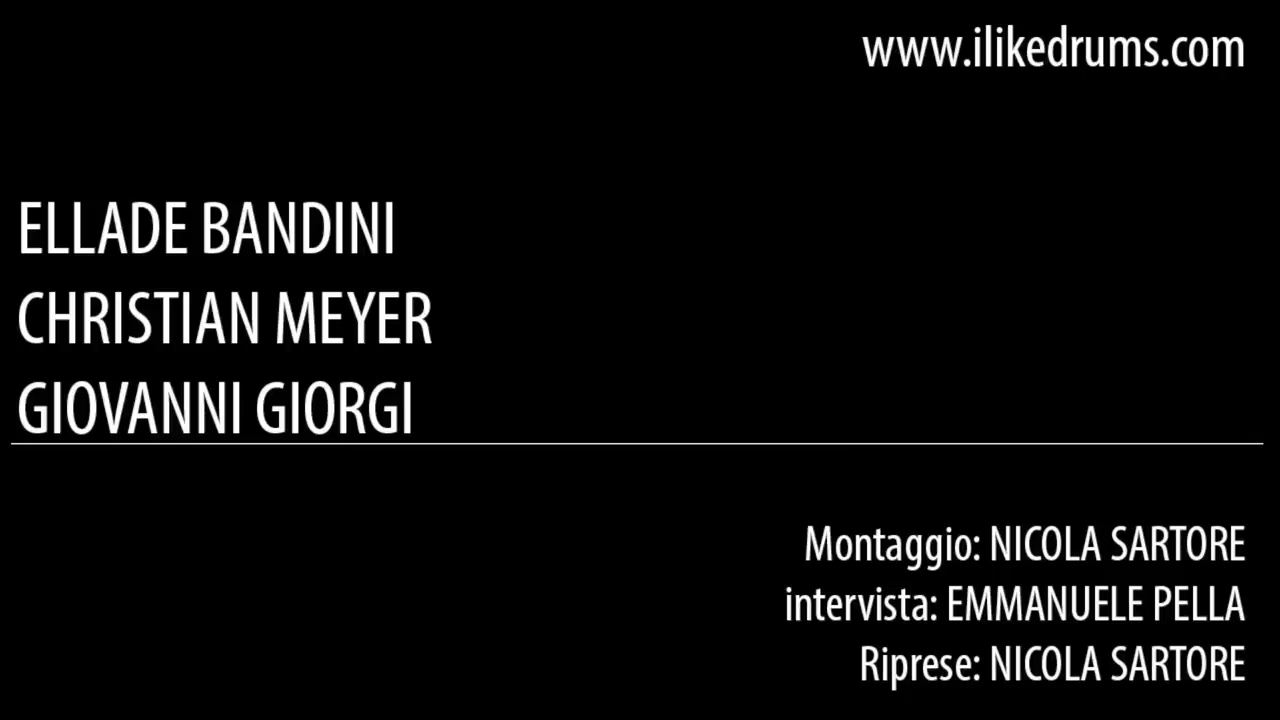 www.ilikedrums.com
ELLADE BANDINI
CHRISTIAN MEYER
GIOVANNI GIORGI
Montaggio: NICOLA SARTORE
intervista: EMMANUELE PELLA
Riprese: NICOLA SARTORE